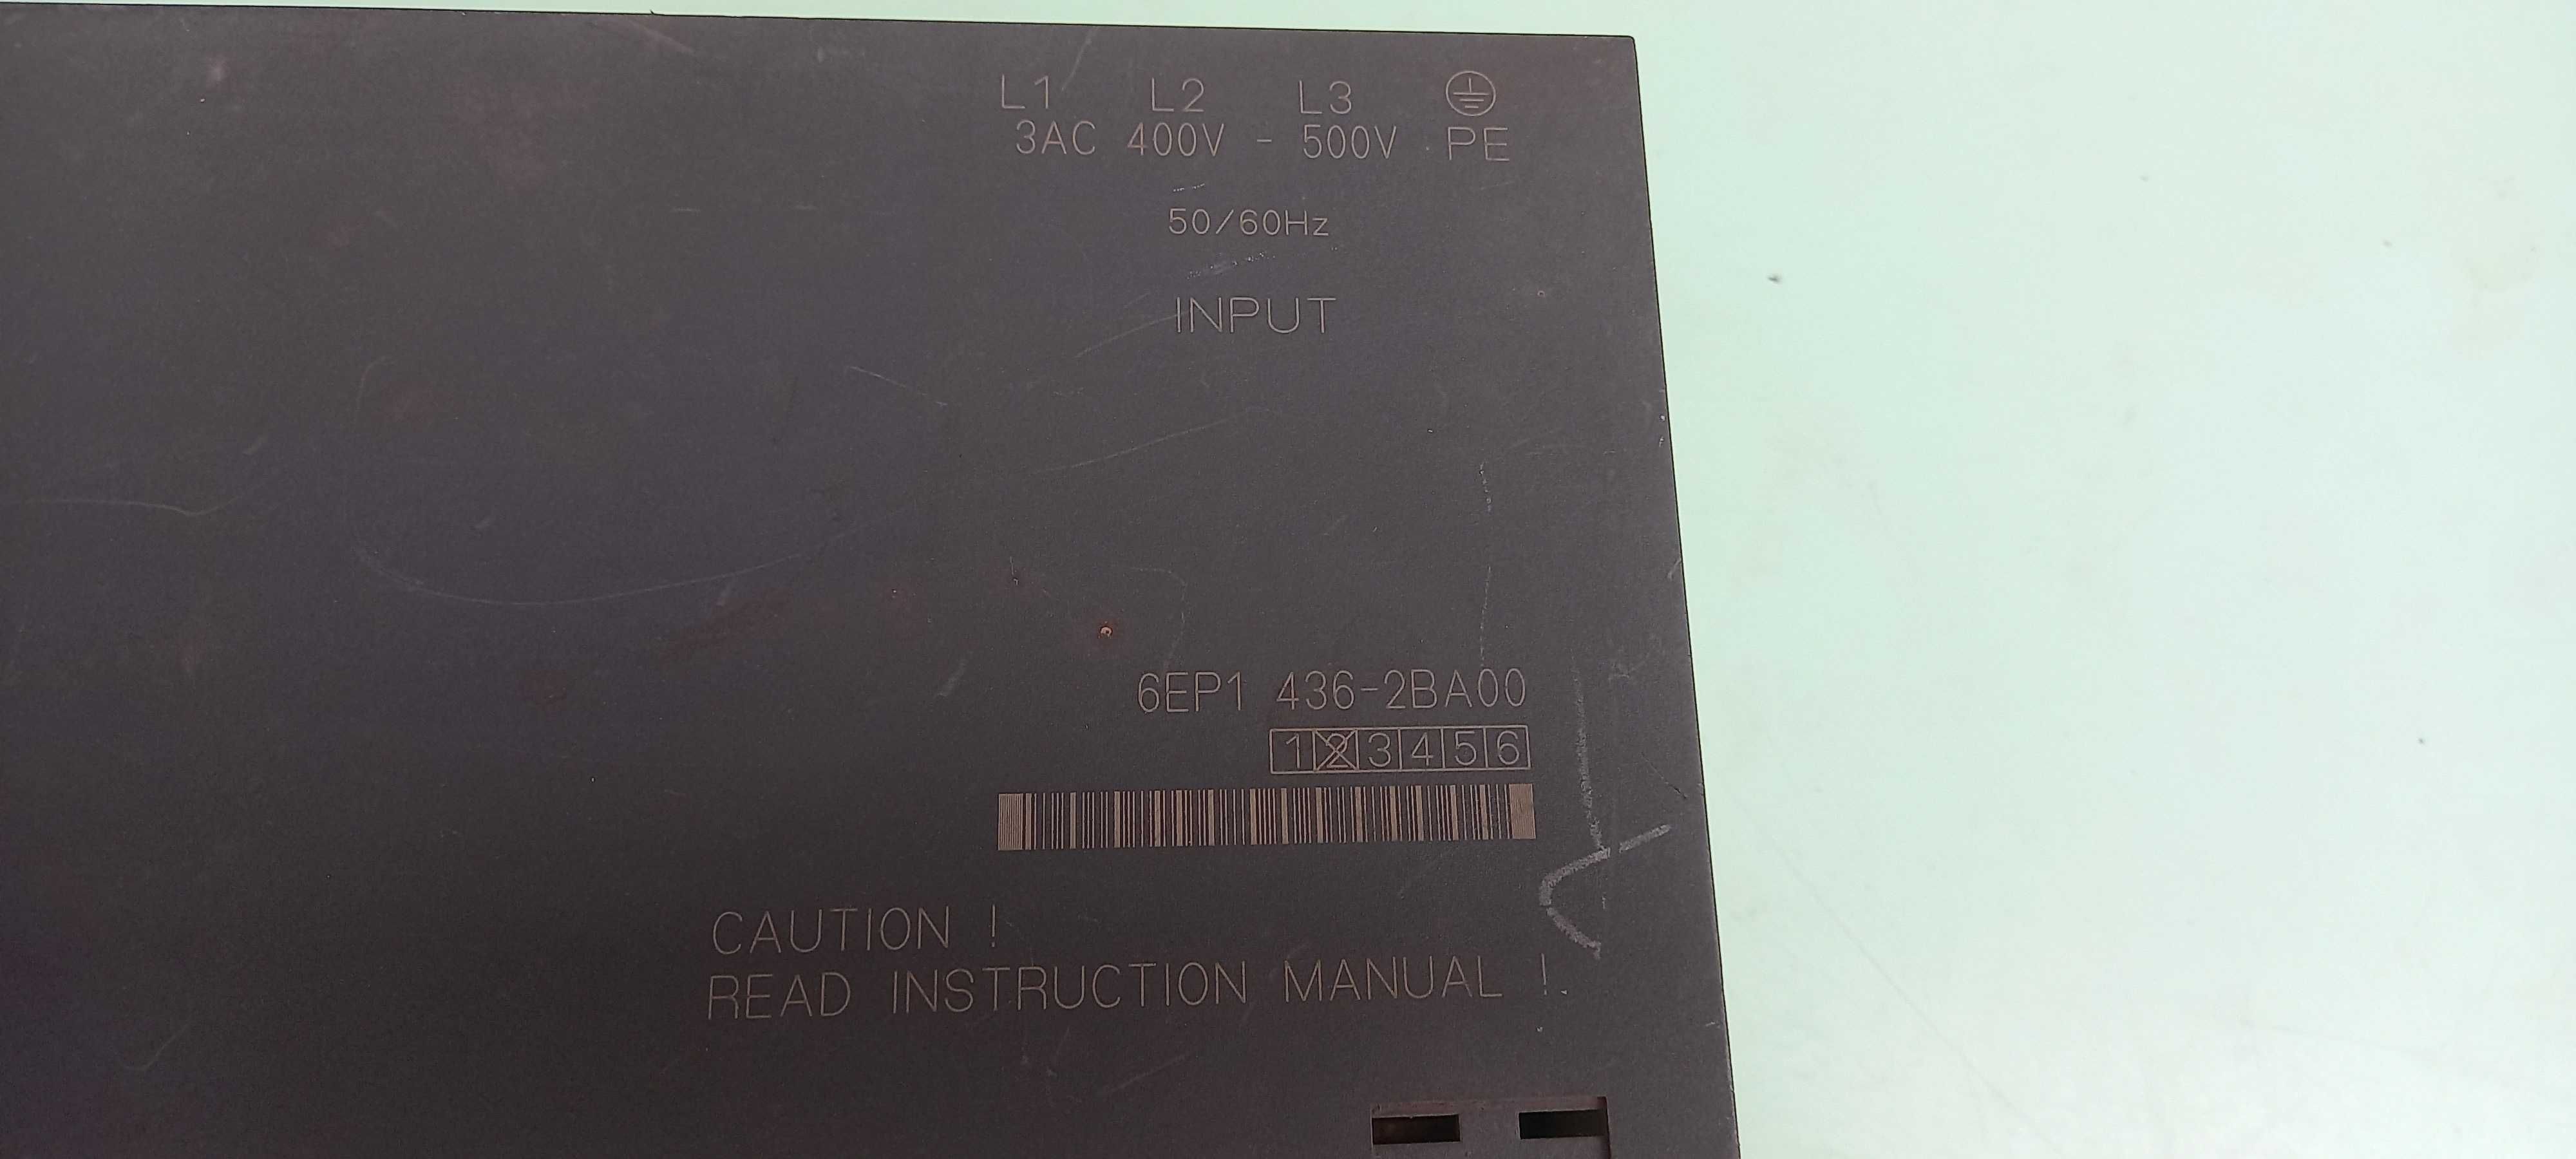 L1 L2 L3
3AC 400V - 500V PE
50/60Hz
INPUT
6EP1 436-2BA00
1 2 3 4 5 6
CAUTION !
READ INSTRUCTION MANUAL !